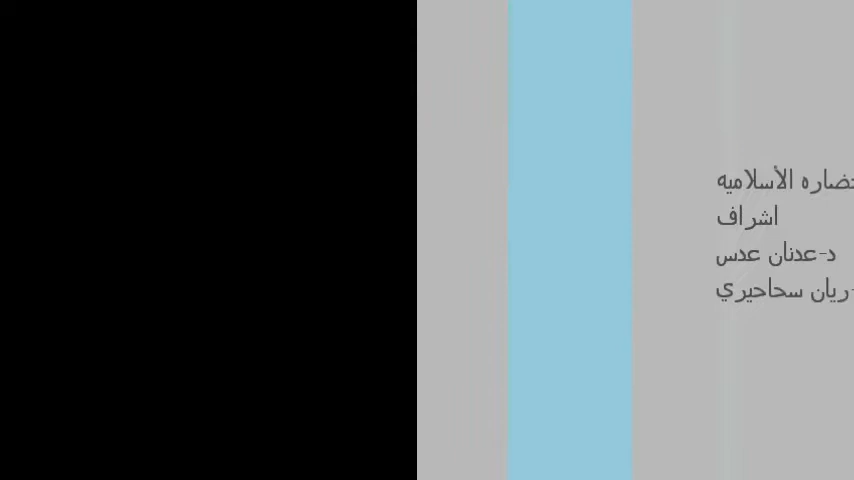 الأسلاميه
اشراف
د-عدنان عدس
ريان سحاحيري